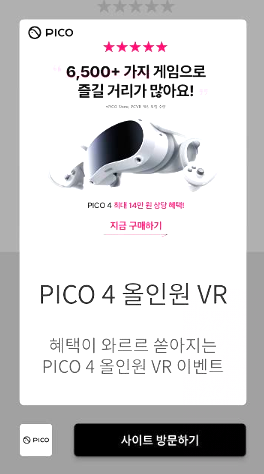 PICO
6,500+ 가지 게임으로
즐길 거리가 많아요!
PICO 4 최대 14만 원 상당 혜택!
지금 구매하기
PICO 4 올인원 VR
혜택이 와르르 쏟아지는
PICO 4 올인원 VR 이벤트
PICO
사이트 방문하기